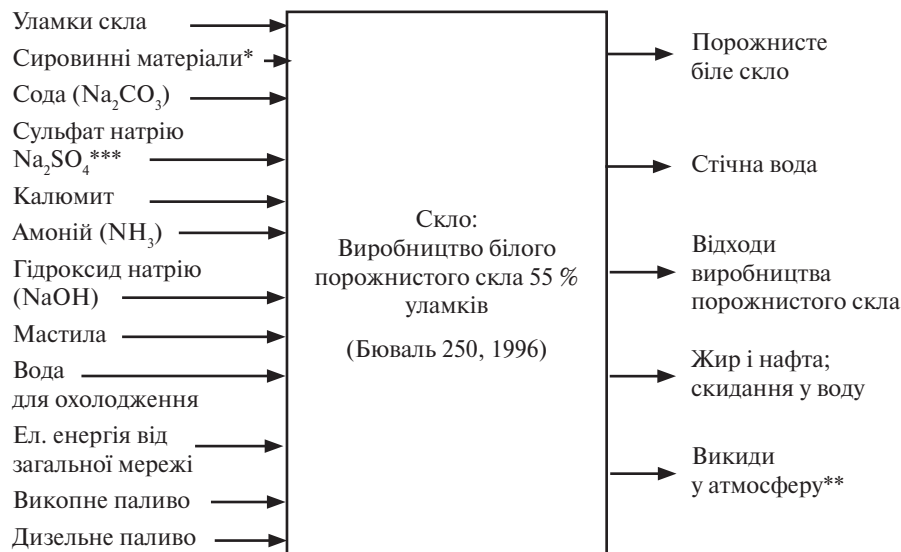 Уламки скла
Сировинні матеріали*
Сода (Na₂CO₃)
Сульфат натрію
Na₂SO₄***
Калюмит
Амоній (NH₃)
Гідроксид натрію
(NaOH)
Мастила
Вода
для охолодження
Ел. енергія від
загальної мережі
Викопне паливо
Дизельне паливо
Скло:
Виробництво білого
порожнистого скла 55 %
уламків
(Бюваль 250, 1996)
Порожнисте
біле скло
Стічна вода
Відходи
виробництва
порожнистого скла
Жир і нафта;
скидання у воду
Викиди
у атмосферу**